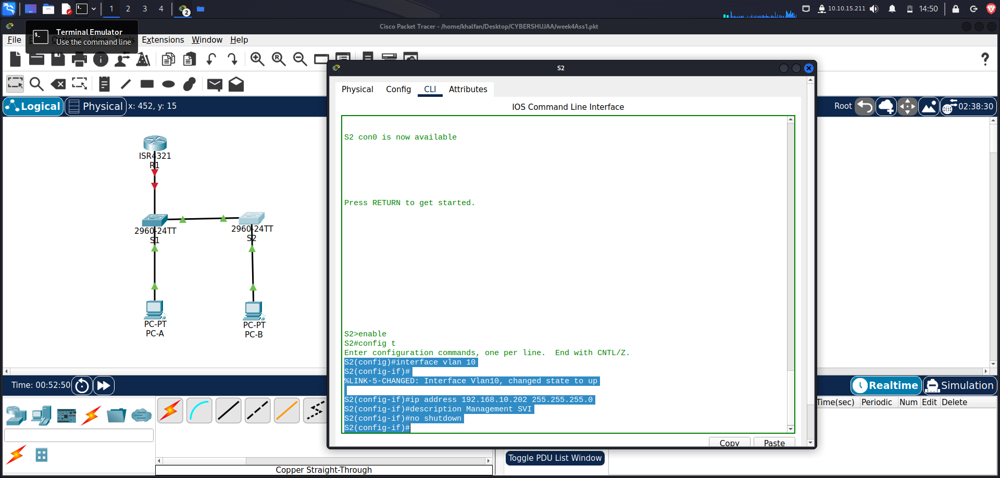 1 2 3 4
2
10.10.15.211
14:50
Cisco Packet Tracer - /home/khalfan/Desktop/CYBERSHUJAA/week4Ass1.pkt
Terminal Emulator
Use the command line
File
Extensions Window Help
S2
Physical Config CLI Attributes
IOS Command Line Interface
Logical Physical x: 452, y: 15
Root
02:38:30
S2 con0 is now available
Press RETURN to get started.
S2>enable
S2#config t
Enter configuration commands, one per line.  End with CNTL/Z.
S2(config)#interface vlan 10
S2(config-if)#
%LINK-5-CHANGED: Interface Vlan10, changed state to up
S2(config-if)#ip address 192.168.10.202 255.255.255.0
S2(config-if)#description Management SVI
S2(config-if)#no shutdown
S2(config-if)#
Copy Paste
ISR4321
R1
2960-24TT
S1
2960-24TT
S2
PC-PT
PC-A
PC-PT
PC-B
Time: 00:52:50
Realtime Simulation
Time(sec) Periodic Num Edit Delete
Toggle PDU List Window
Copper Straight-Through